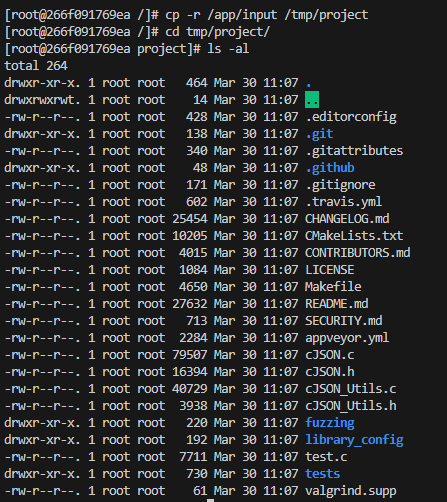 [root@266f091769ea /]# cp -r /app/input /tmp/project
[root@266f091769ea /]# cd tmp/project/
[root@266f091769ea project]# ls -al
total 264
drwxr-xr-x. 1 root root   464 Mar 30 11:07 .
drwxrwxrwt. 1 root root    14 Mar 30 11:07 ..
-rw-r--r--. 1 root root   428 Mar 30 11:07 .editorconfig
drwxr-xr-x. 1 root root   138 Mar 30 11:07 .git
-rw-r--r--. 1 root root   340 Mar 30 11:07 .gitattributes
drwxr-xr-x. 1 root root    48 Mar 30 11:07 .github
-rw-r--r--. 1 root root   171 Mar 30 11:07 .gitignore
-rw-r--r--. 1 root root   602 Mar 30 11:07 .travis.yml
-rw-r--r--. 1 root root 25454 Mar 30 11:07 CHANGELOG.md
-rw-r--r--. 1 root root 10205 Mar 30 11:07 CMakeLists.txt
-rw-r--r--. 1 root root  4015 Mar 30 11:07 CONTRIBUTORS.md
-rw-r--r--. 1 root root  1084 Mar 30 11:07 LICENSE
-rw-r--r--. 1 root root  4650 Mar 30 11:07 Makefile
-rw-r--r--. 1 root root 27632 Mar 30 11:07 README.md
-rw-r--r--. 1 root root   713 Mar 30 11:07 SECURITY.md
-rw-r--r--. 1 root root  2284 Mar 30 11:07 appveyor.yml
-rw-r--r--. 1 root root 79507 Mar 30 11:07 cJSON.c
-rw-r--r--. 1 root root 16394 Mar 30 11:07 cJSON.h
-rw-r--r--. 1 root root 40729 Mar 30 11:07 cJSON_Utils.c
-rw-r--r--. 1 root root  3938 Mar 30 11:07 cJSON_Utils.h
drwxr-xr-x. 1 root root   220 Mar 30 11:07 fuzzing
drwxr-xr-x. 1 root root   192 Mar 30 11:07 library_config
-rw-r--r--. 1 root root  7711 Mar 30 11:07 test.c
drwxr-xr-x. 1 root root   730 Mar 30 11:07 tests
-rw-r--r--. 1 root root    61 Mar 30 11:07 valgrind.supp